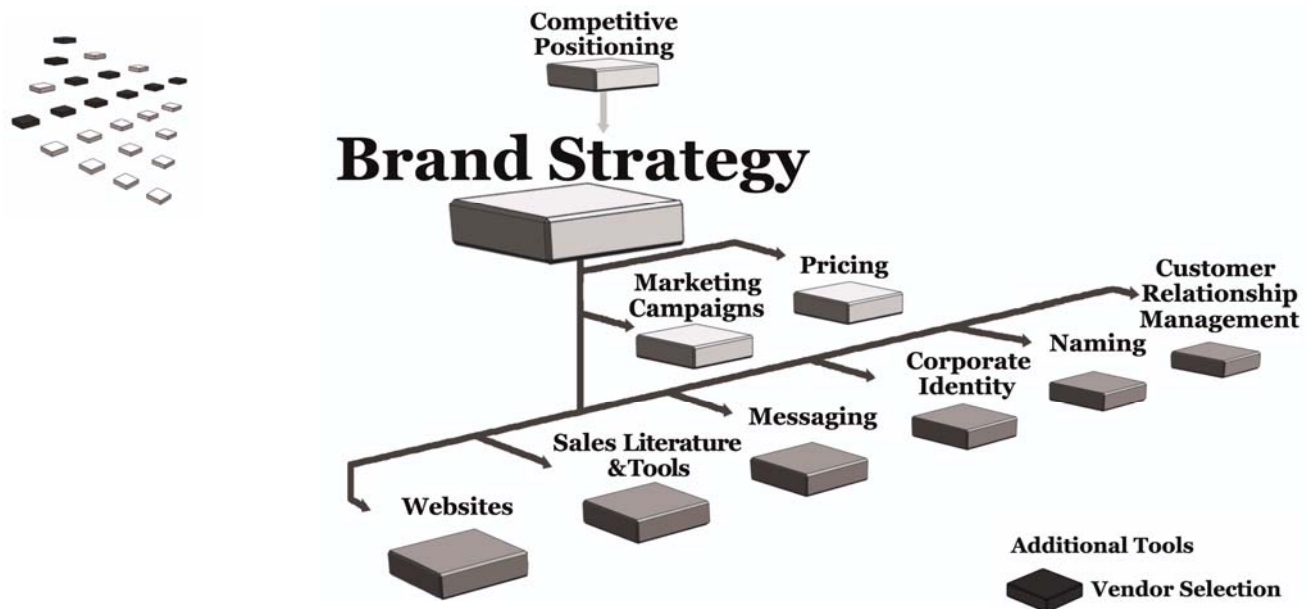 Competitive
Positioning
Brand Strategy
Pricing
Marketing
Campaigns
Customer
Relationship
Management
Naming
Corporate
Identity
Messaging
Sales Literature
&Tools
Websites
Additional Tools
Vendor Selection